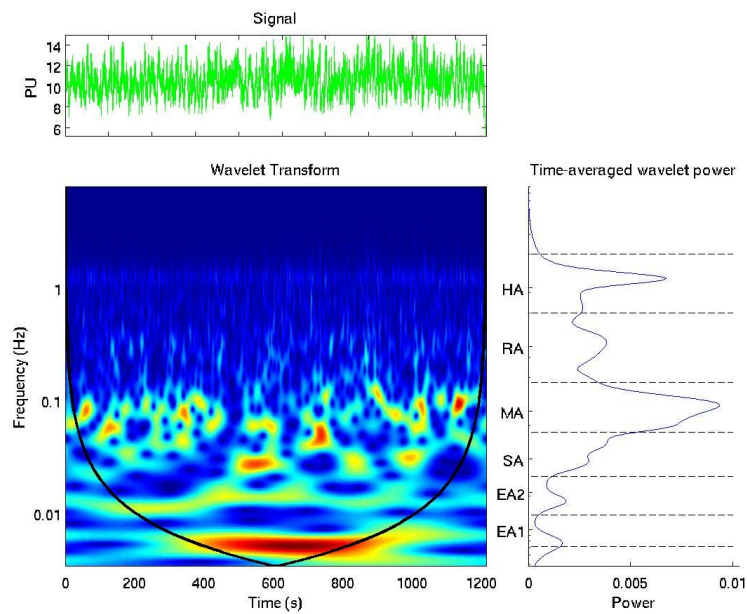 Signal
14
12
10
8
6
PU
Wavelet Transform
1
0.1
0.01
Frequency (Hz)
0 200 400 600 800 1000 1200
Time (s)
Time-averaged wavelet power
HA
RA
MA
SA
EA2
EA1
0 0.005 0.01
Power